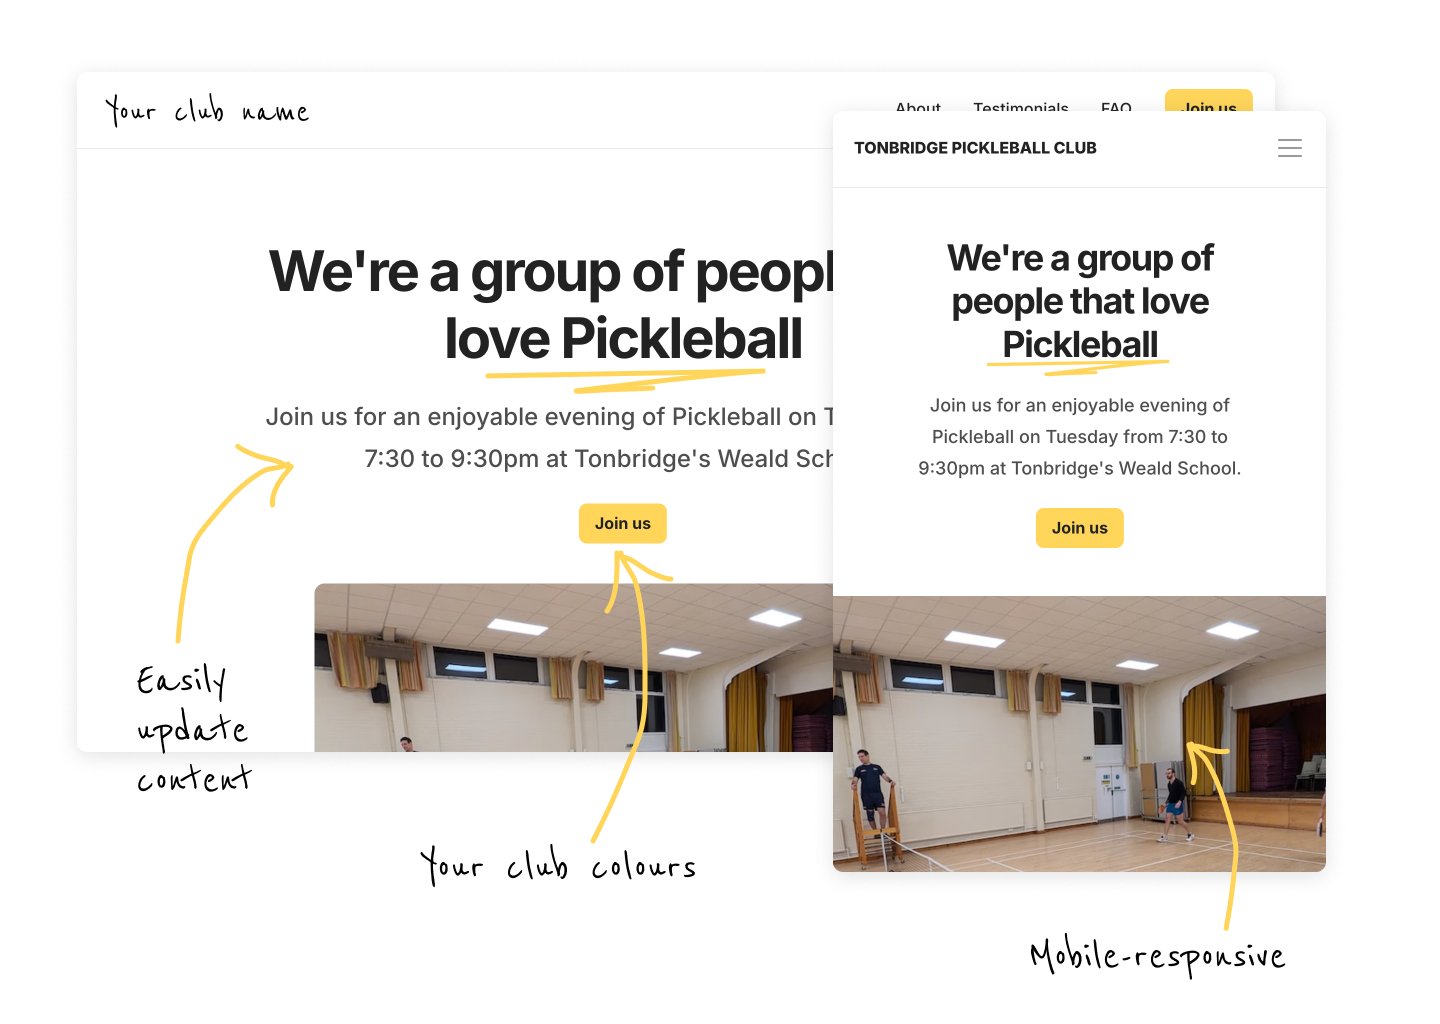 Your club name
About Testimonials FAQ Join us
We're a group of peopl
love Pickleball
Join us for an enjoyable evening of Pickleball on T
7:30 to 9:30pm at Tonbridge's Weald Sch
Join us
TONBRIDGE PICKLEBALL CLUB
We're a group of
people that love
Pickleball
Join us for an enjoyable evening of
Pickleball on Tuesday from 7:30 to
9:30pm at Tonbridge's Weald School.
Join us
Easily
update
content
Your club colours
Mobile-responsive